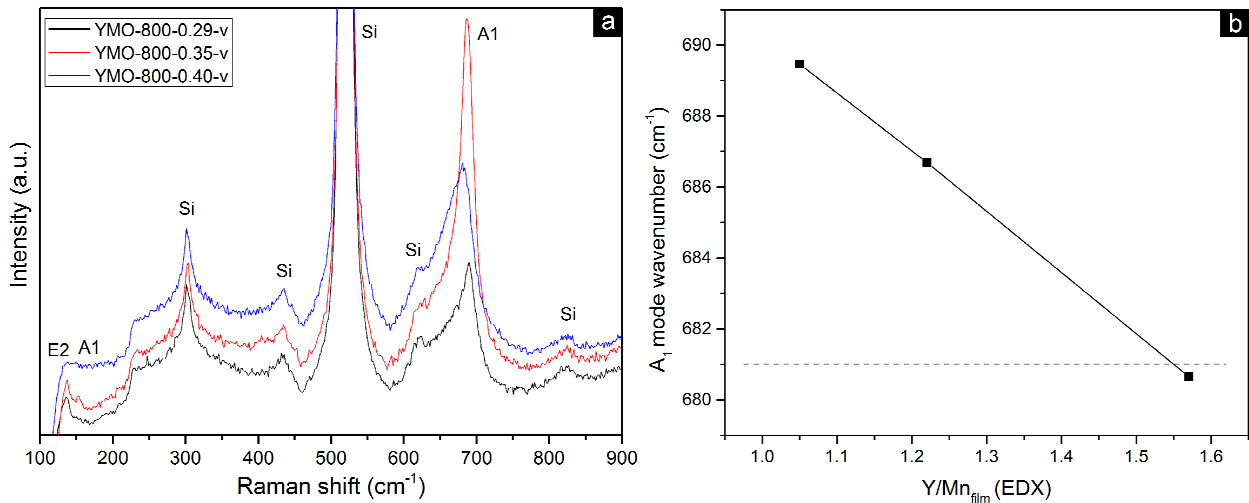 a
YMO-800-0.29-v
YMO-800-0.35-v
YMO-800-0.40-v
Si
A1
Si
Si
Si
Si
E2
A1
Intensity (a.u.)
100 200 300 400 500 600 700 800 900
Raman shift (cm-1)
b
690
688
686
684
682
680
A1 mode wavenumber (cm-1)
1.0 1.1 1.2 1.3 1.4 1.5 1.6
Y/Mnfilm (EDX)